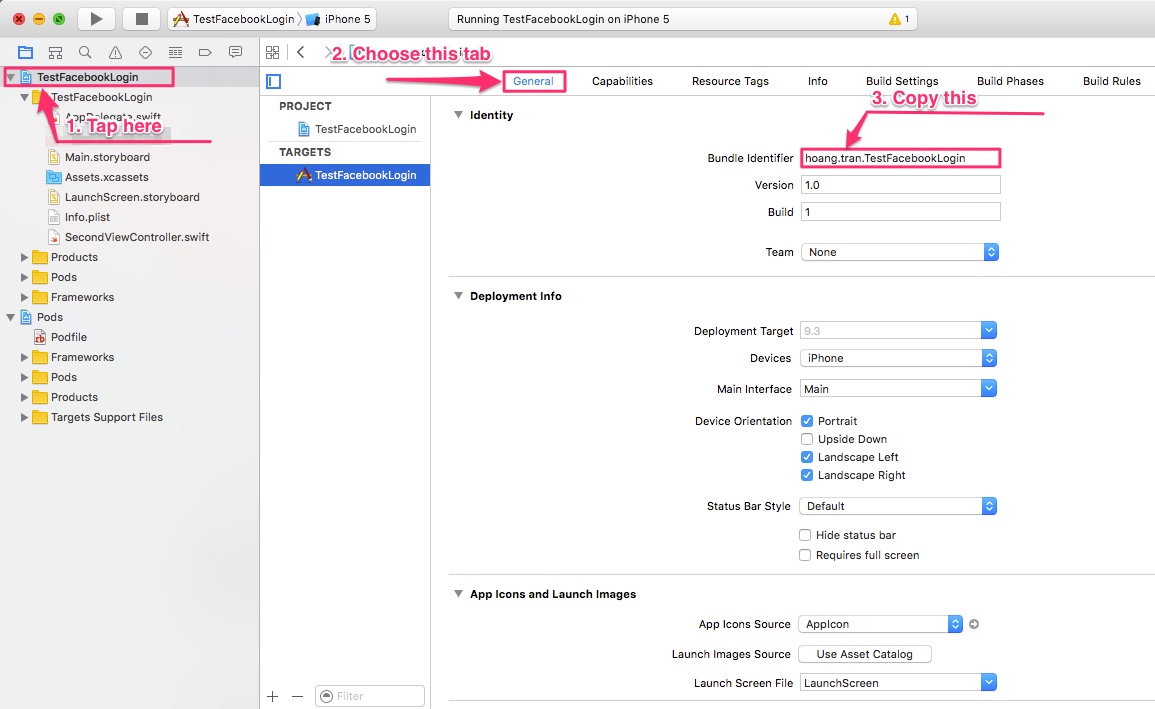 TestFacebookLogin
iPhone 5
Running TestFacebookLogin on iPhone 5
1
2. Choose this tab
TestFacebookLogin
TestFacebookLogin
AppDelegate.swift
1. Tap here
Main.storyboard
Assets.xcassets
LaunchScreen.storyboard
Info.plist
SecondViewController.swift
Products
Pods
Frameworks
Pods
Podfile
Frameworks
Pods
Products
Targets Support Files
General
Capabilities
Resource Tags
Info
Build Settings
Build Phases
Build Rules
PROJECT
TestFacebookLogin
TARGETS
TestFacebookLogin
Filter
3. Copy this
Identity
Bundle Identifier hoang.tran.TestFacebookLogin
Version 1.0
Build 1
Team None
Deployment Info
Deployment Target 9.3
Devices iPhone
Main Interface Main
Device Orientation Portrait
Upside Down
Landscape Left
Landscape Right
Status Bar Style Default
Hide status bar
Requires full screen
App Icons and Launch Images
App Icons Source AppIcon
Launch Images Source Use Asset Catalog
Launch Screen File LaunchScreen